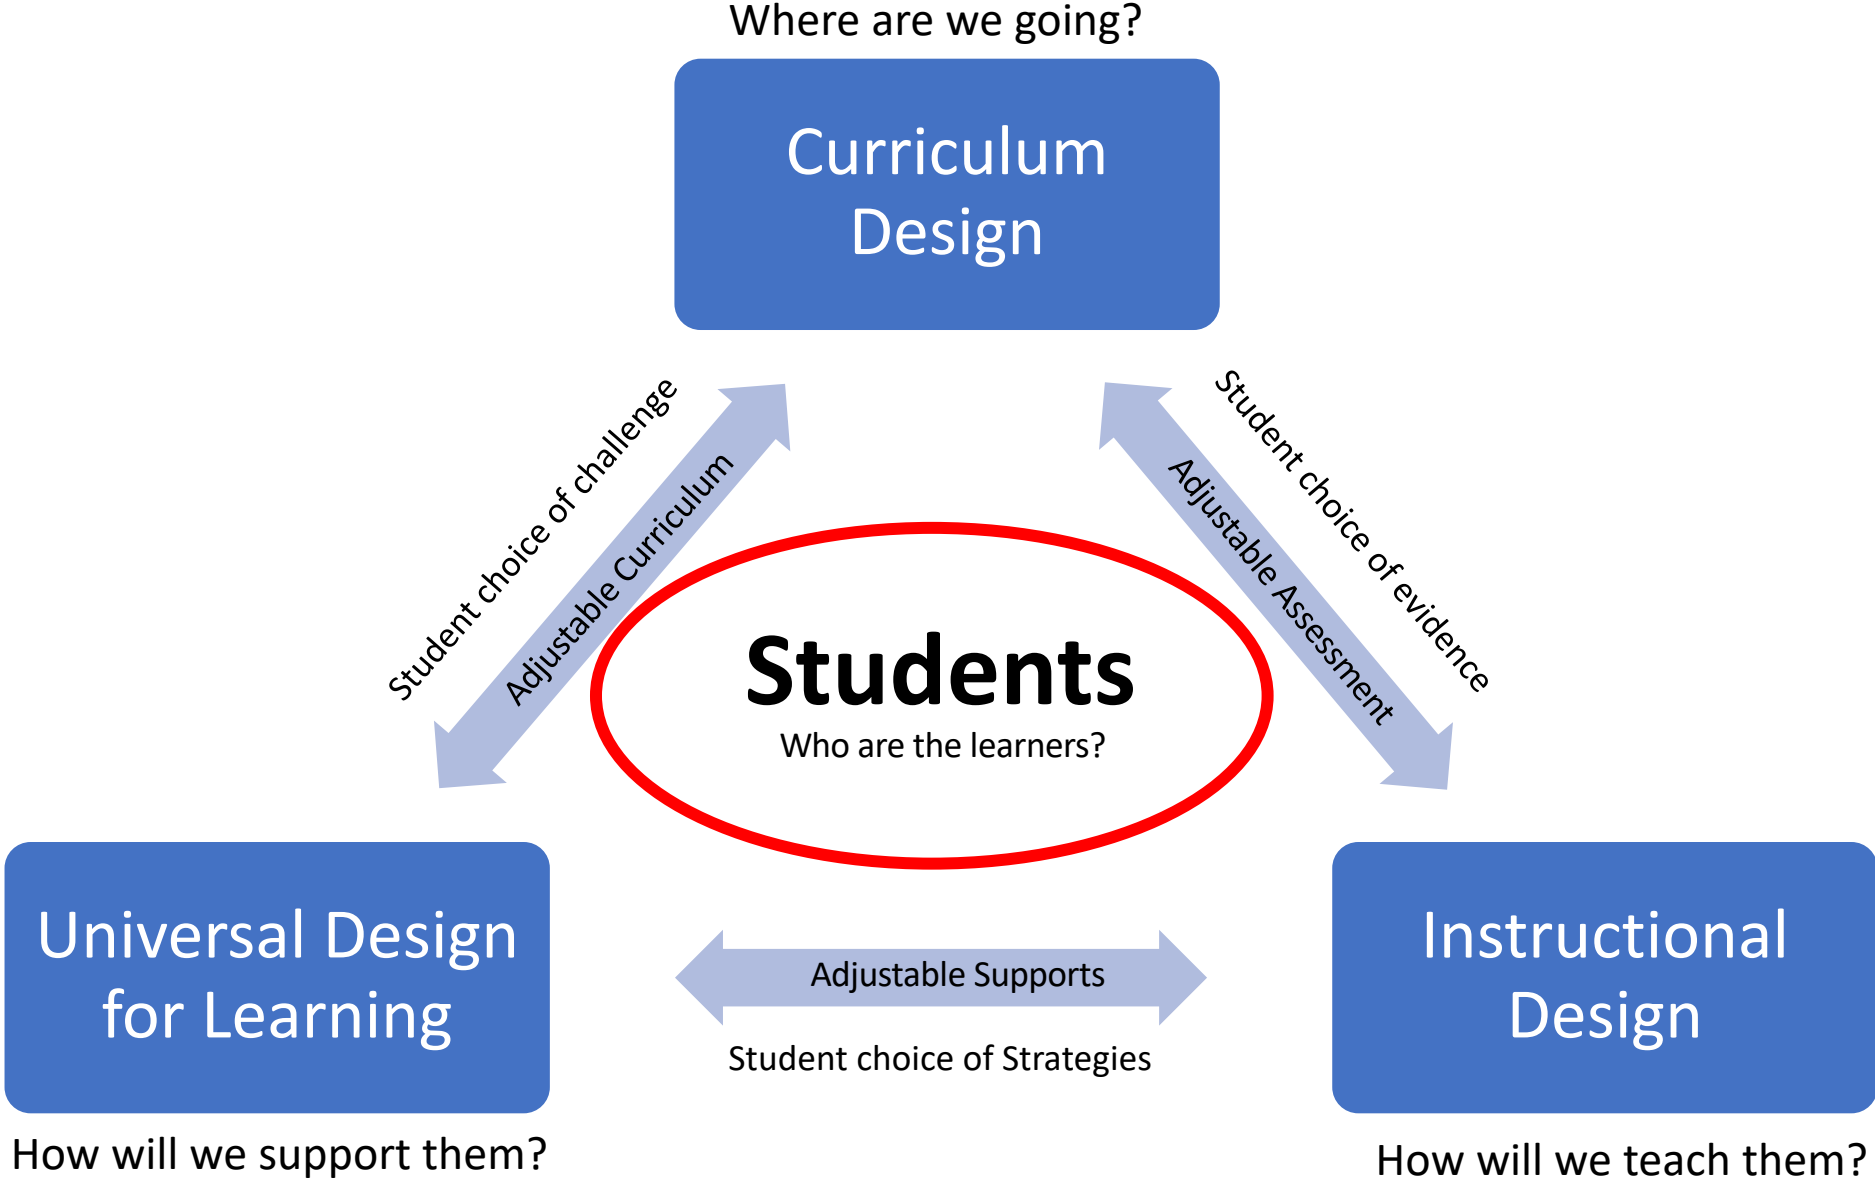 Where are we going?
Curriculum
Design
Student choice of challenge
Adjustable Curriculum
Adjustable Assessment
Student choice of evidence
Students
Who are the learners?
Universal Design
for Learning
Adjustable Supports
Student choice of Strategies
Instructional
Design
How will we support them?
How will we teach them?